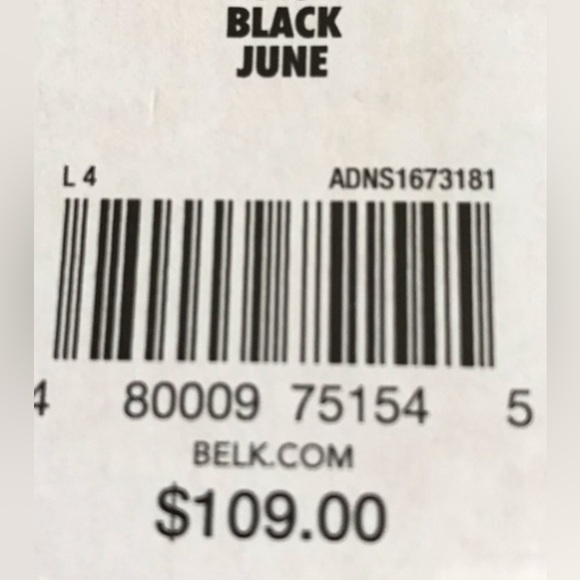 BLACK
JUNE
L 4 ADNS1673181
4 80009 75154 5
BELK.COM
$109.00